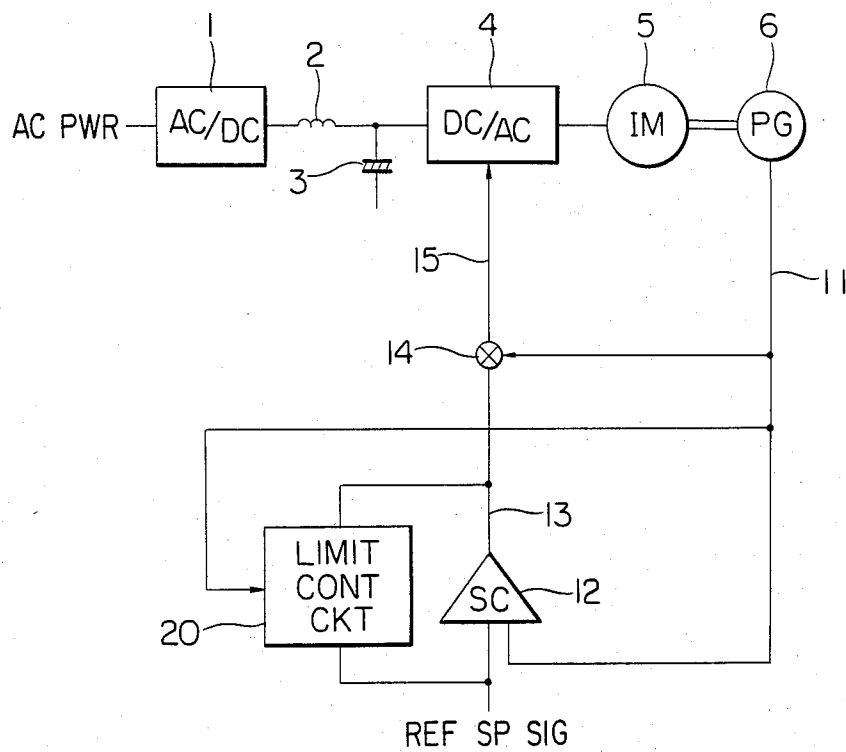 1
2
4
5
6
AC PWR
AC/DC
DC/AC
IM
PG
3
15
11
14
13
LIMIT
CONT
CKT
SC
12
20
REF SP SIG